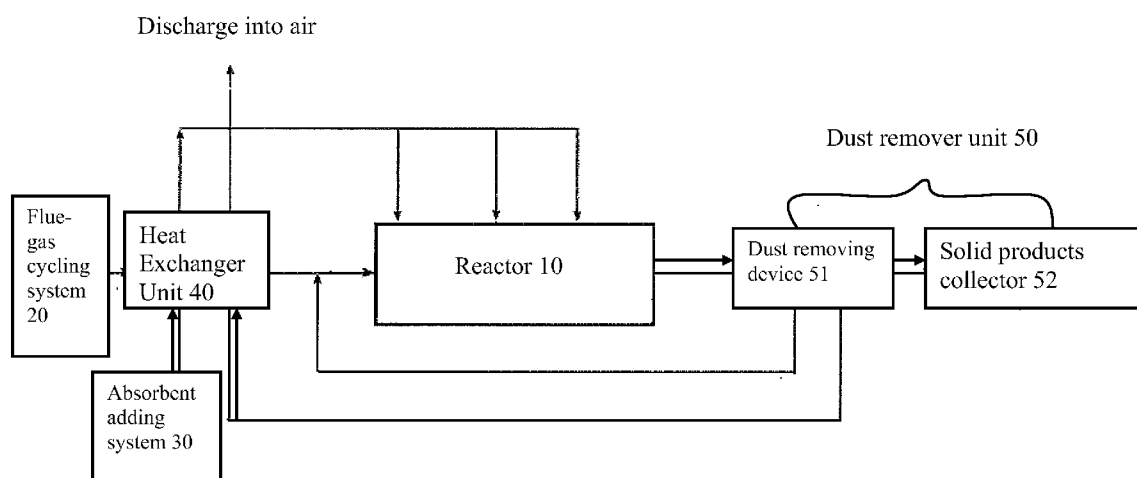 Discharge into air
Dust remover unit 50
Flue-
gas
cycling
system
20
Heat
Exchanger
Unit 40
Reactor 10
Dust removing
device 51
Solid products
collector 52
Absorbent
adding
system 30